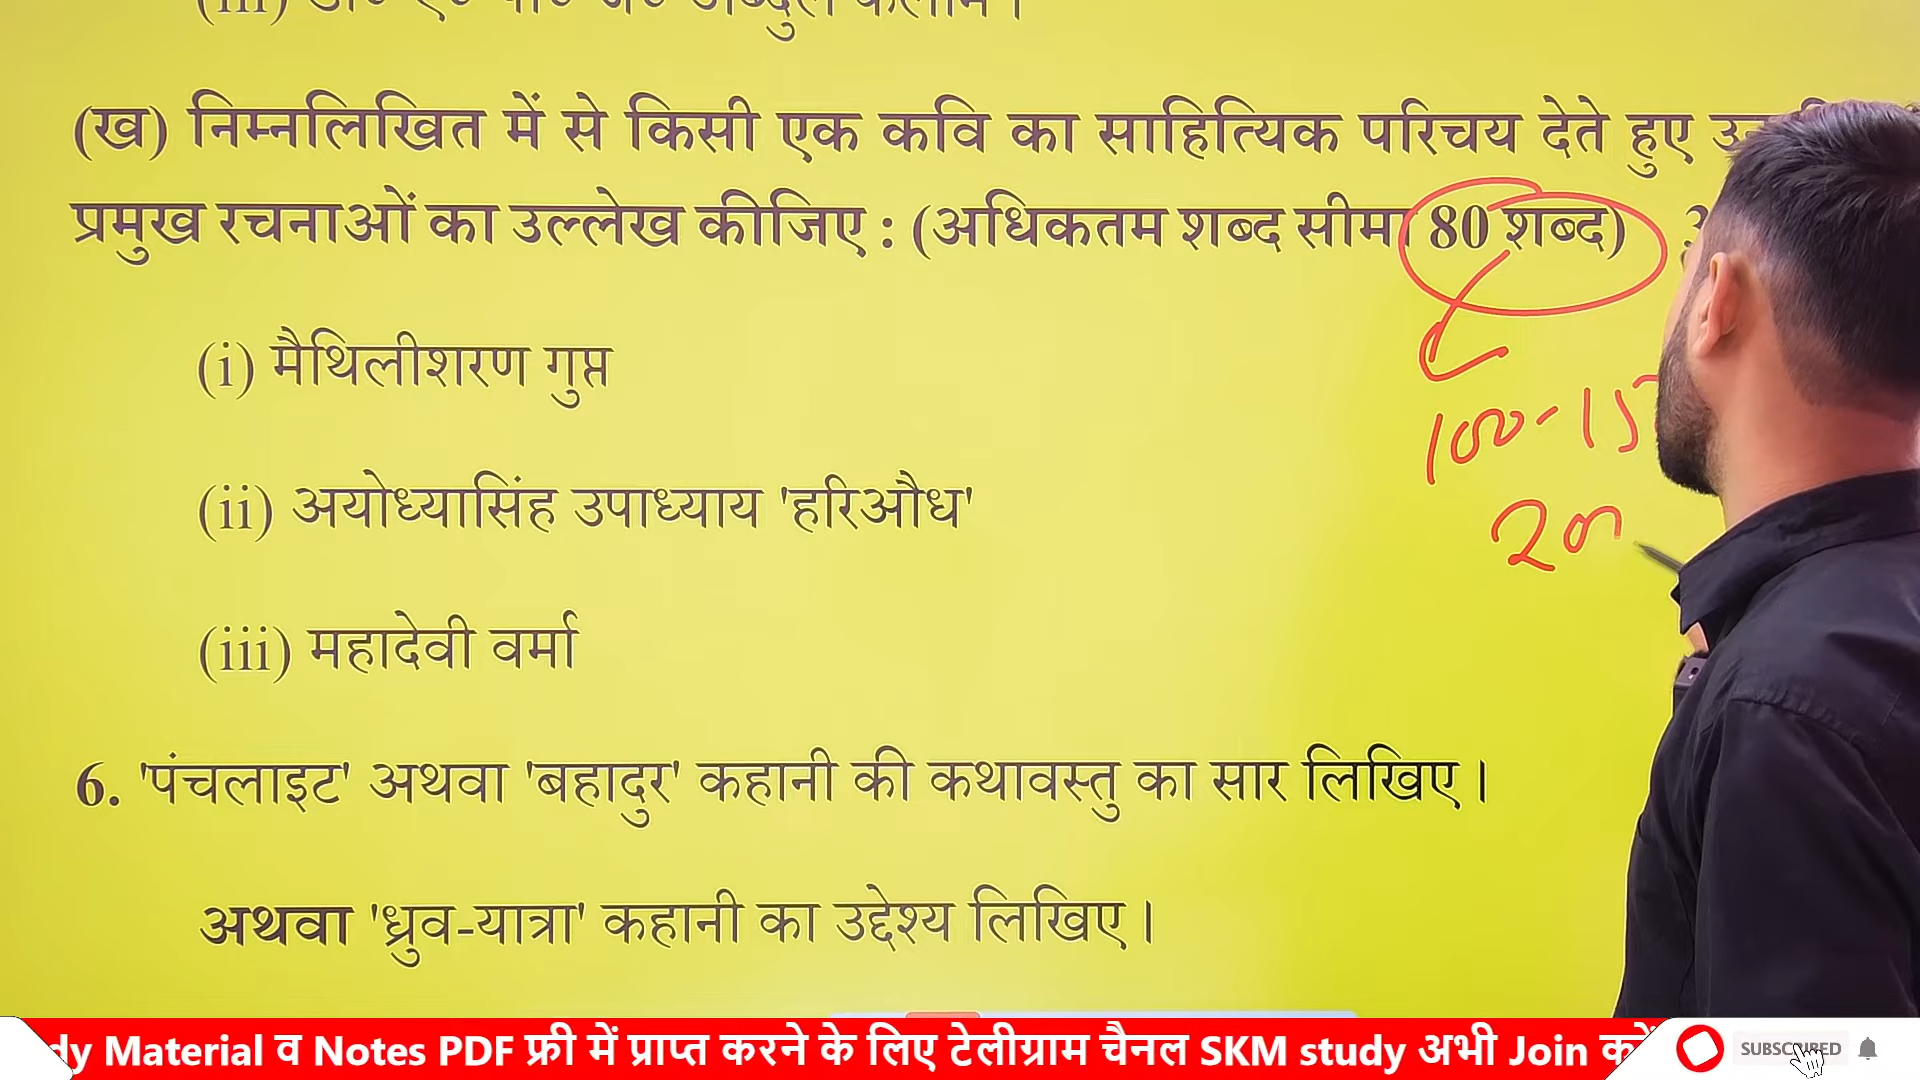 (ख) निम्नलिखित में से किसी एक कवि का साहित्यिक परिचय देते हुए
प्रमुख रचनाओं का उल्लेख कीजिए : (अधिकतम शब्द सीमा 80 शब्द)
(i) मैथिलीशरण गुप्त
100-15
(ii) अयोध्यासिंह उपाध्याय 'हरिऔध'
(iii) महादेवी वर्मा
6. 'पंचलाइट' अथवा 'बहादुर' कहानी की कथावस्तु का सार लिखिए।
अथवा 'ध्रुव-यात्रा' कहानी का उद्देश्य लिखिए।
Material व Notes PDF फ्री में प्राप्त करने के लिए टेलीग्राम चैनल SKM study अभी Join
SUBSCRIBED